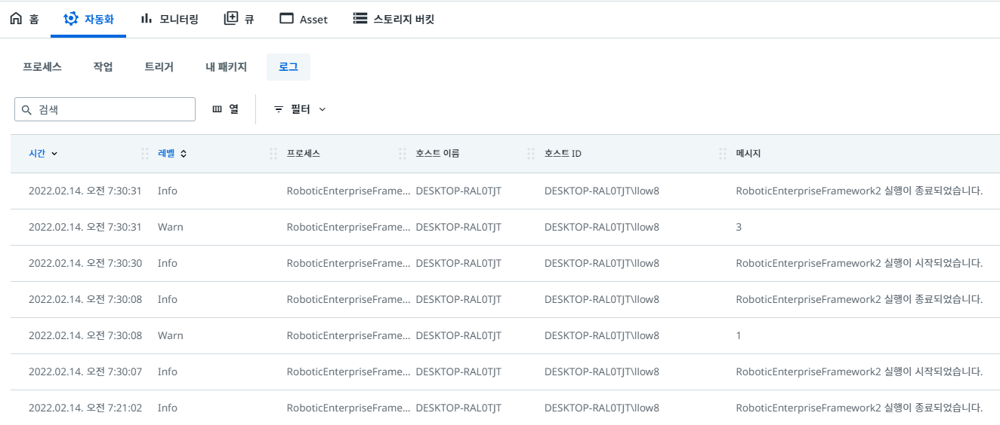 홈 자동화 모니터링 큐 Asset 스토리지 버킷
프로세스 작업 트리거 내 패키지 로그
검색 열 필터
시간 레벨 프로세스 호스트 이름 호스트 ID 메시지
2022.02.14. 오전 7:30:31 Info RoboticEnterpriseFrame... DESKTOP-RAL0TJT DESKTOP-RAL0TJT\llow8 RoboticEnterpriseFramework2 실행이 종료되었습니다.
2022.02.14. 오전 7:30:31 Warn RoboticEnterpriseFrame... DESKTOP-RAL0TJT DESKTOP-RAL0TJT\llow8 3
2022.02.14. 오전 7:30:30 Info RoboticEnterpriseFrame... DESKTOP-RAL0TJT DESKTOP-RAL0TJT\llow8 RoboticEnterpriseFramework2 실행이 시작되었습니다.
2022.02.14. 오전 7:30:08 Info RoboticEnterpriseFrame... DESKTOP-RAL0TJT DESKTOP-RAL0TJT\llow8 RoboticEnterpriseFramework2 실행이 종료되었습니다.
2022.02.14. 오전 7:30:08 Warn RoboticEnterpriseFrame... DESKTOP-RAL0TJT DESKTOP-RAL0TJT\llow8 1
2022.02.14. 오전 7:30:07 Info RoboticEnterpriseFrame... DESKTOP-RAL0TJT DESKTOP-RAL0TJT\llow8 RoboticEnterpriseFramework2 실행이 시작되었습니다.
2022.02.14. 오전 7:21:02 Info RoboticEnterpriseFrame... DESKTOP-RAL0TJT DESKTOP-RAL0TJT\llow8 RoboticEnterpriseFramework2 실행이 종료되었습니다.